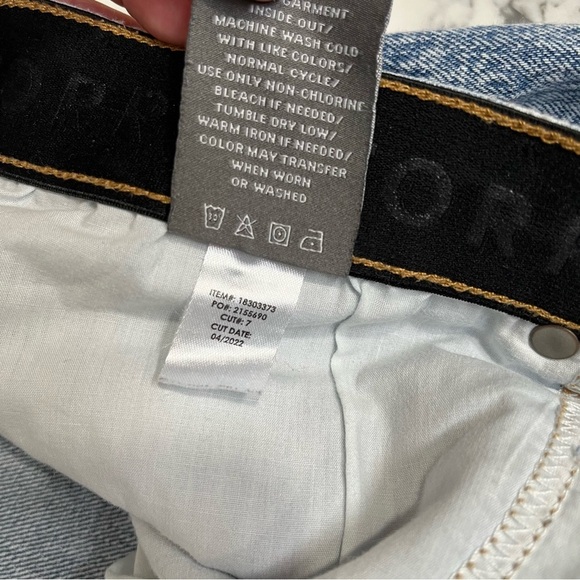 GARMENT
INSIDE-OUT/
MACHINE WASH COLD
WITH LIKE COLORS/
NORMAL CYCLE/
USE ONLY NON-CHLORINE
BLEACH IF NEEDED/
TUMBLE DRY LOW/
WARM IRON IF NEEDED/
COLOR MAY TRANSFER
WHEN WORN
OR WASHED
ITEM#: 18303373
PO#: 2155690
CUT#: 7
CUT DATE:
04/2022
ORR
ORR